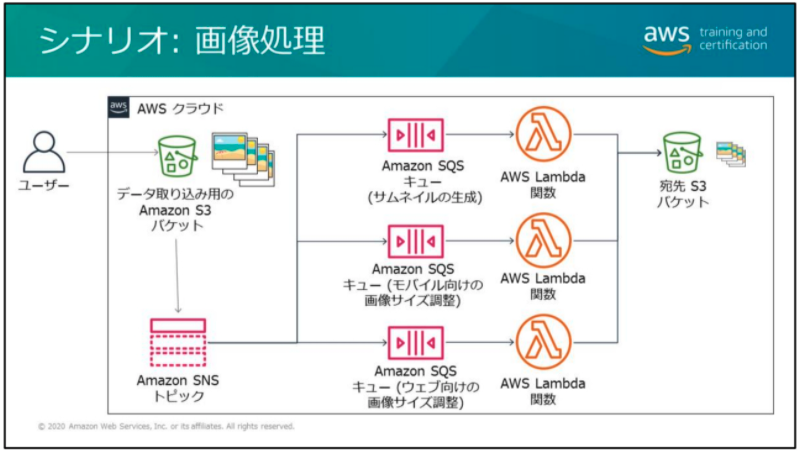 シナリオ: 画像処理
aws training and
certification
aws AWS クラウド
ユーザー
データ取り込み用の
Amazon S3
バケット
Amazon SNS
トピック
Amazon SQS
キュー
(サムネイルの生成)
AWS Lambda
関数
Amazon SQS
キュー (モバイル向けの
画像サイズ調整)
AWS Lambda
関数
Amazon SQS
キュー (ウェブ向けの
画像サイズ調整)
AWS Lambda
関数
宛先 S3
バケット
© 2020 Amazon Web Services, Inc. or its affiliates. All rights reserved.